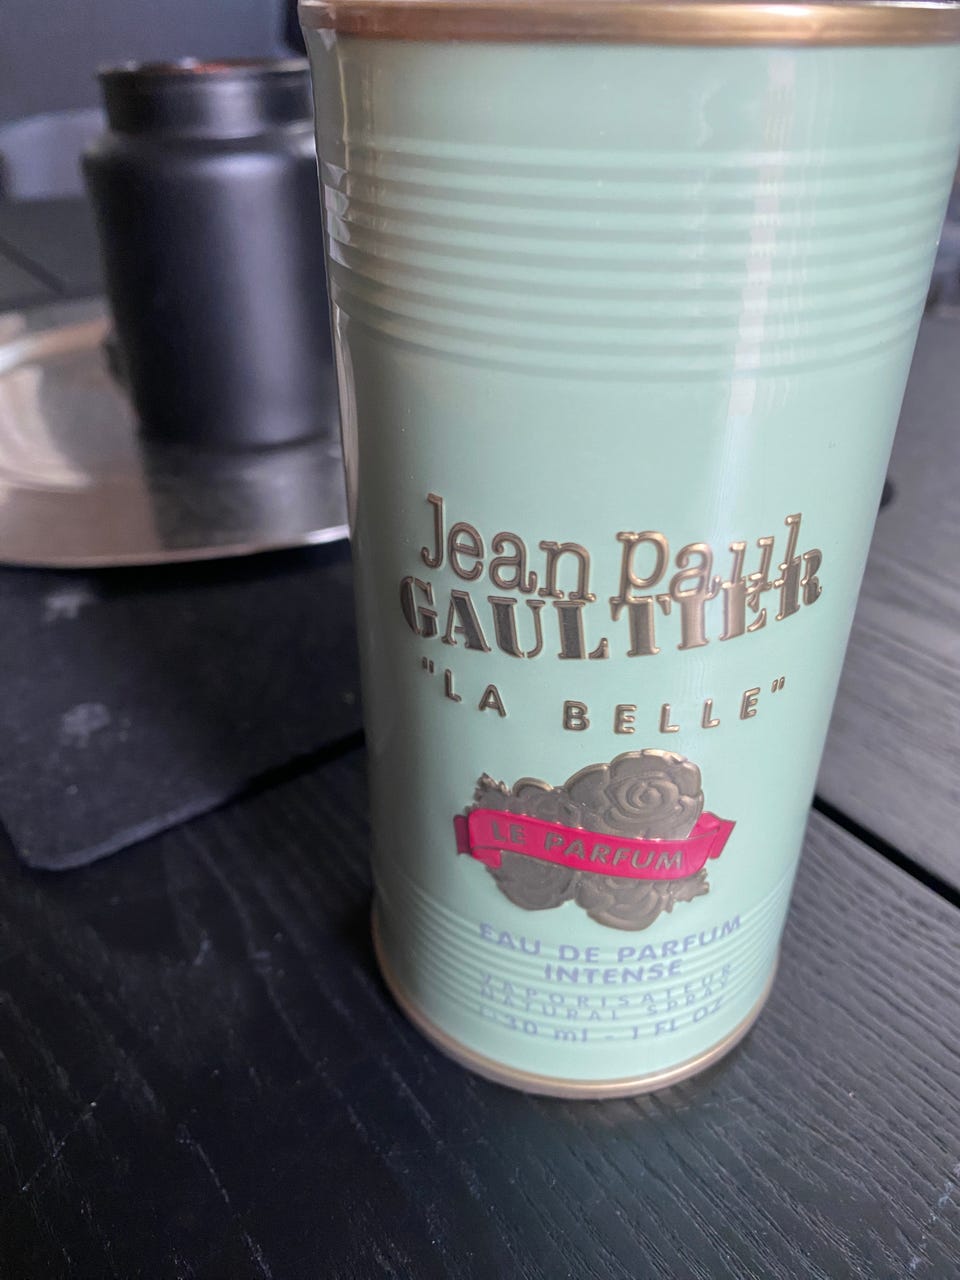 Jean Paul
GAULTIER
"LA BELLE"
LE PARFUM
EAU DE PARFUM
INTENSE
VAPORISATEUR
NATURAL SPRAY
30 ml - 1 FL OZ